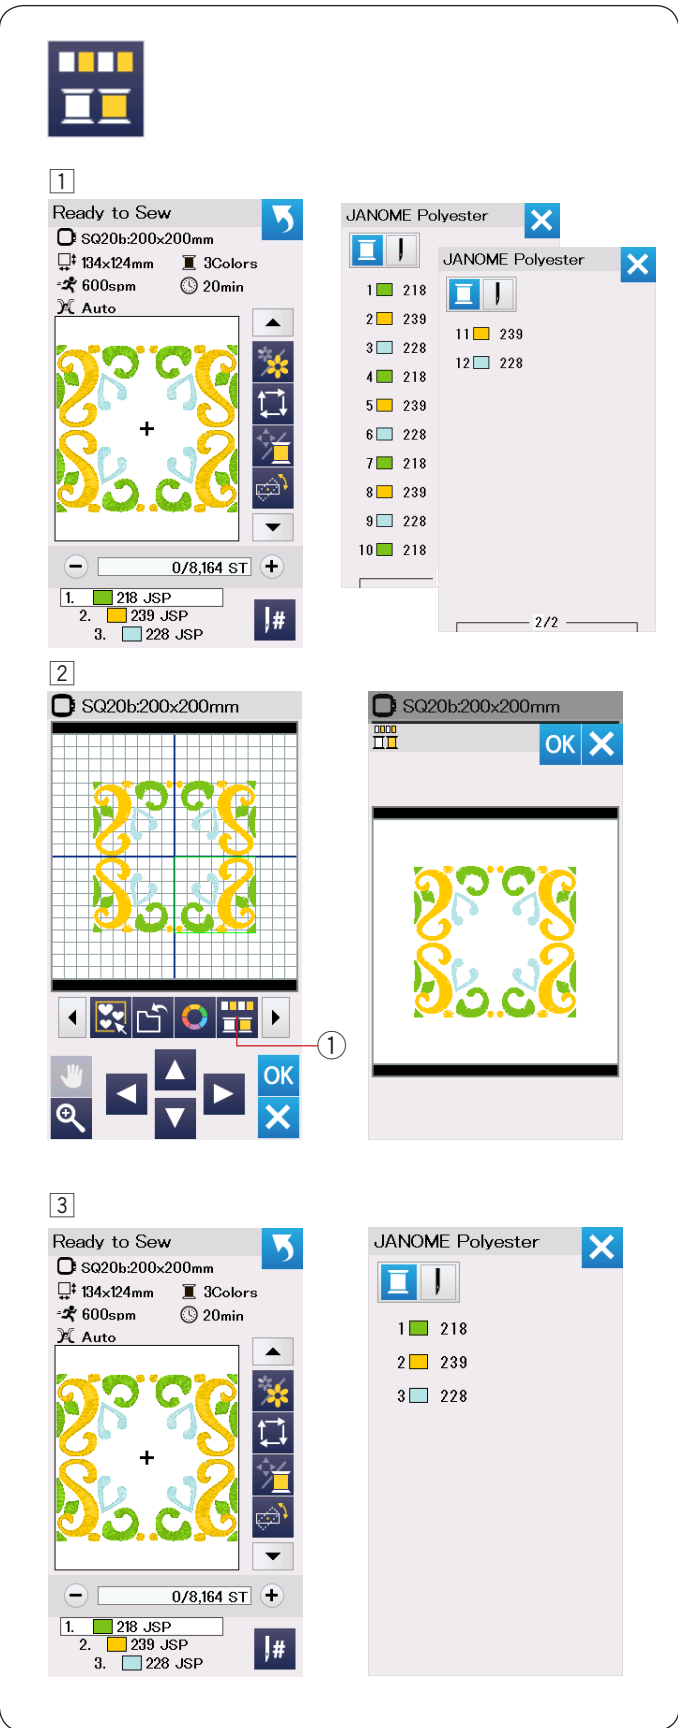 1
Ready to Sew
SQ20b:200x200mm
134x124mm 3Colors
600spm 20min
Auto
0/8,164 ST
1. 218 JSP
2. 239 JSP
3. 228 JSP
#
JANOME Polyester
1 218
2 239
3 228
4 218
5 239
6 228
7 218
8 239
9 228
10 218
JANOME Polyester
11 239
12 228
2/2
2
SQ20b:200x200mm
1
OK
SQ20b:200x200mm
OK
3
Ready to Sew
SQ20b:200x200mm
134x124mm 3Colors
600spm 20min
Auto
0/8,164 ST
1. 218 JSP
2. 239 JSP
3. 228 JSP
#
JANOME Polyester
1 218
2 239
3 228